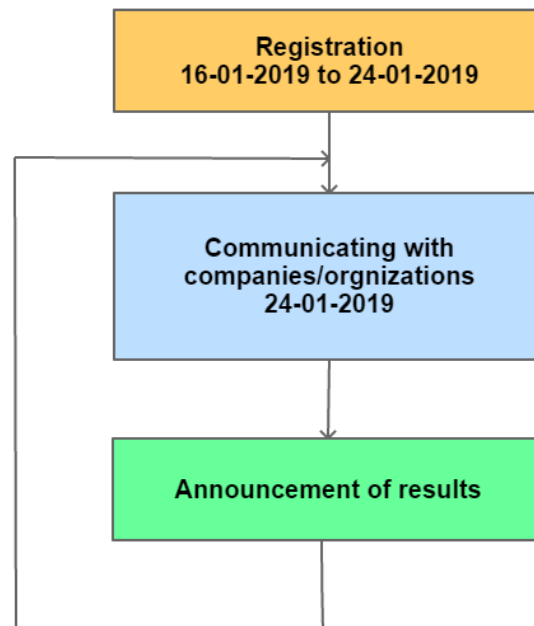 Registration
16-01-2019 to 24-01-2019
Communicating with
companies/orgnizations
24-01-2019
Announcement of results